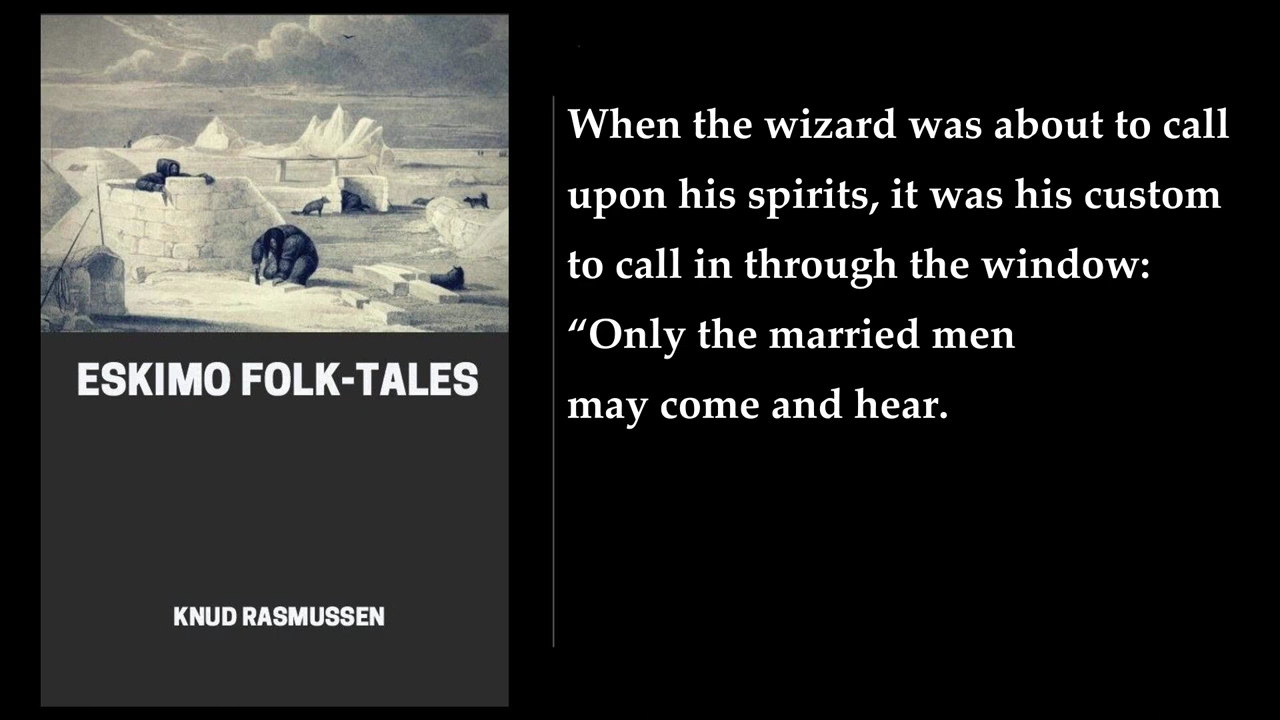 ESKIMO FOLK-TALES
KNUD RASMUSSEN
When the wizard was about to call
upon his spirits, it was his custom
to call in through the window:
“Only the married men
may come and hear.